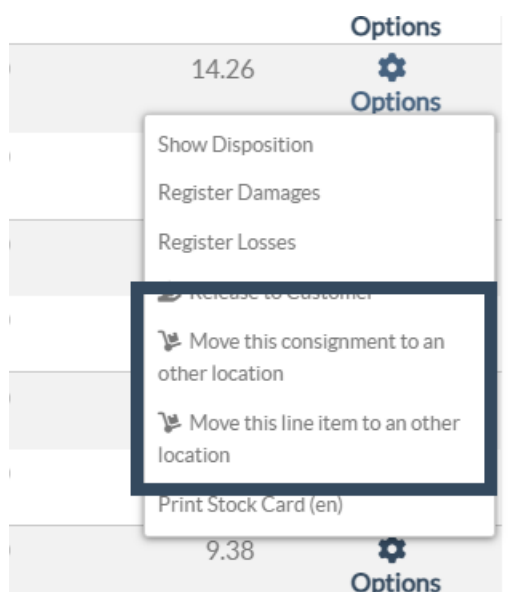 Options
14.26
Options
Show Disposition
Register Damages
Register Losses
Release to Customer
Move this consignment to an
other location
Move this line item to an other
location
Print Stock Card (en)
9.38
Options